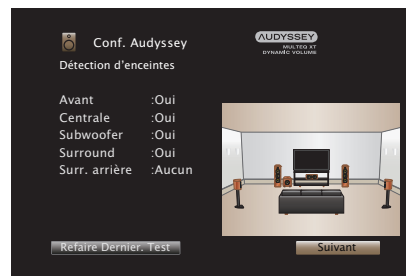 Conf. Audyssey
AUDYSSEY
MULTEQ XT
DYNAMIC VOLUME
Détection d'enceintes
Avant :Oui
Centrale :Oui
Subwoofer :Oui
Surround :Oui
Surr. arrière :Aucun
Refaire Dernier. Test
Suivant